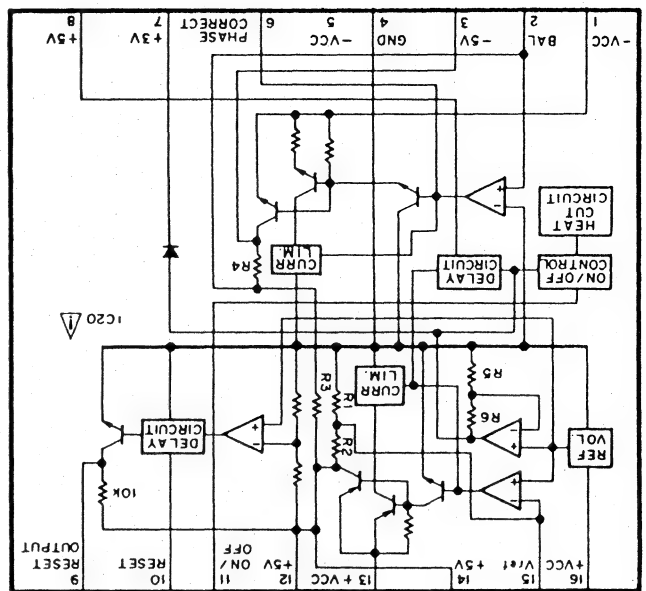 16 15 14 13 +VCC 12 11 10 9
+VCC Vref +5V +5V ON/OFF RESET RESET OUTPUT
10k
REF VOL.
R6
R2
DELAY CIRCUIT
R5
CURR LIM.
R1
R3
IC20
ON/OFF CONTROL
DELAY CIRCUIT
CURR LIM.
R4
HEAT CUT CIRCUIT
-VCC BAL -5V GND -VCC PHASE CORRECT +3V +5V
1 2 3 4 5 6 7 8